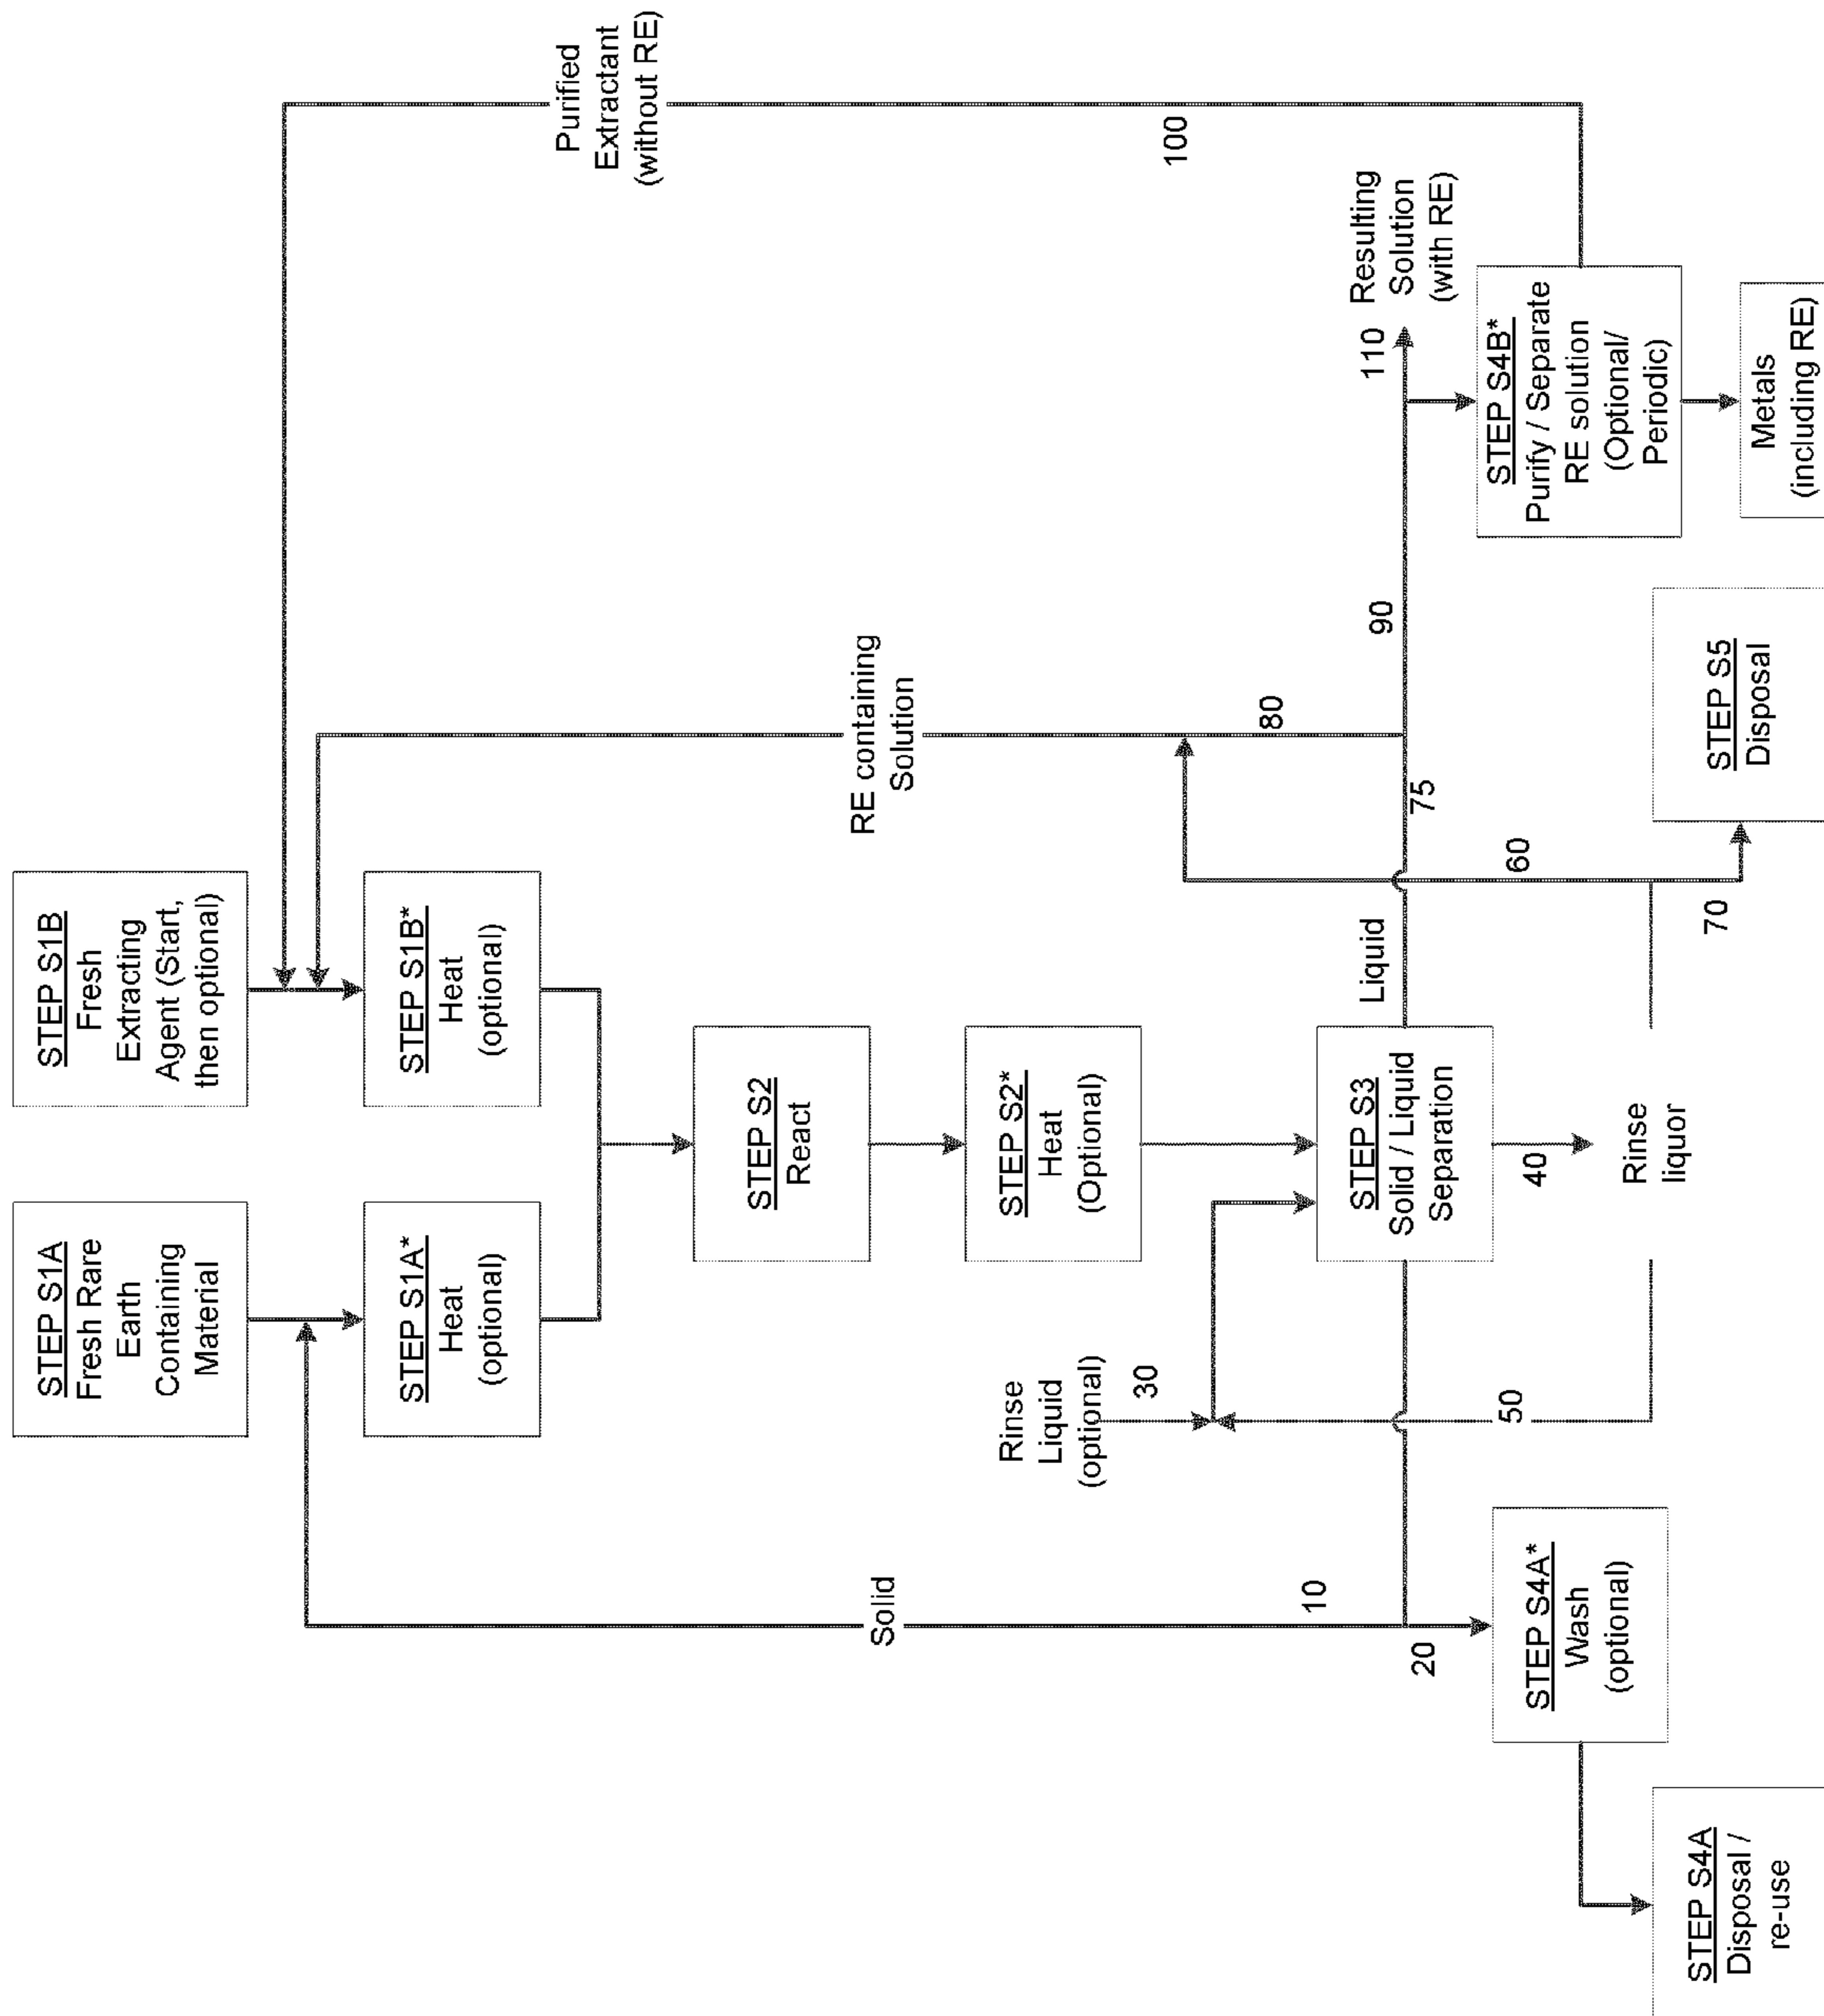 STEP S1A
Fresh Rare
Earth
Containing
Material
STEP S1B
Fresh
Extracting
Agent (Start,
then optional)
Purified
Extractant
(without RE)
STEP S1A*
Heat
(optional)
STEP S1B*
Heat
(optional)
STEP S2
React
Solid
RE containing
Solution
100
STEP S2*
Heat
(Optional)
Rinse
Liquid
(optional)
30
10
80
STEP S3
Solid / Liquid
Separation
Liquid
20
75
90
110
Resulting
Solution
(with RE)
STEP S4A*
Wash
(optional)
50
40
60
STEP S4B*
Purify / Separate
RE solution
(Optional/
Periodic)
Rinse
liquor
70
STEP S4A
Disposal /
re-use
STEP S5
Disposal
Metals
(including RE)